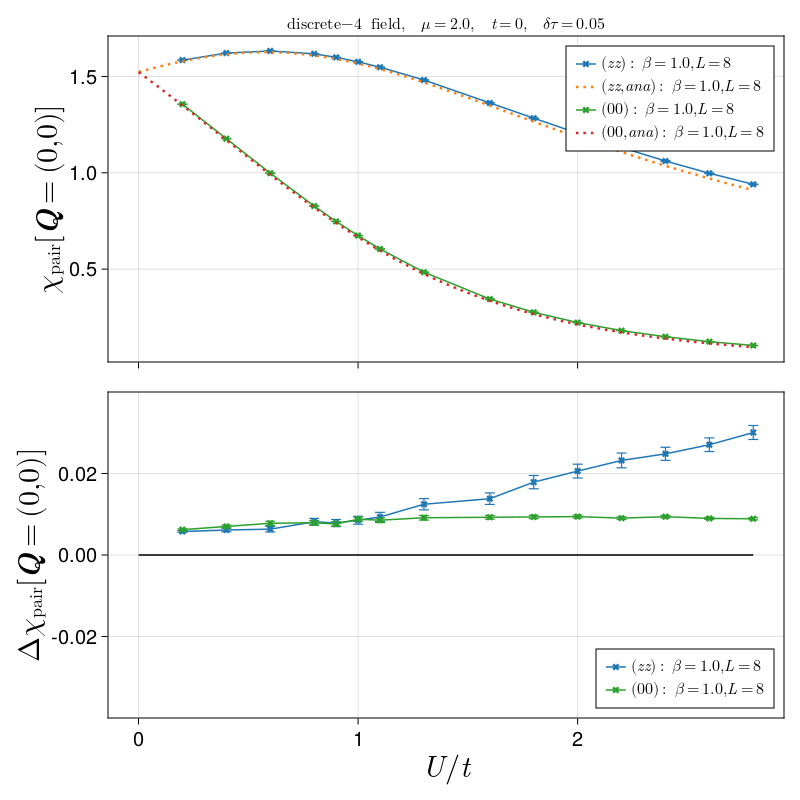 discrete−4 field, μ = 2.0, t = 0, δτ = 0.05
χpair[Q = (0,0)]
1.5
1.0
0.5
(zz) : β = 1.0,L = 8
(zz,ana) : β = 1.0,L = 8
(00) : β = 1.0,L = 8
(00,ana) : β = 1.0,L = 8
Δχpair[Q = (0,0)]
0.02
0.00
-0.02
(zz) : β = 1.0,L = 8
(00) : β = 1.0,L = 8
0 1 2
U/t